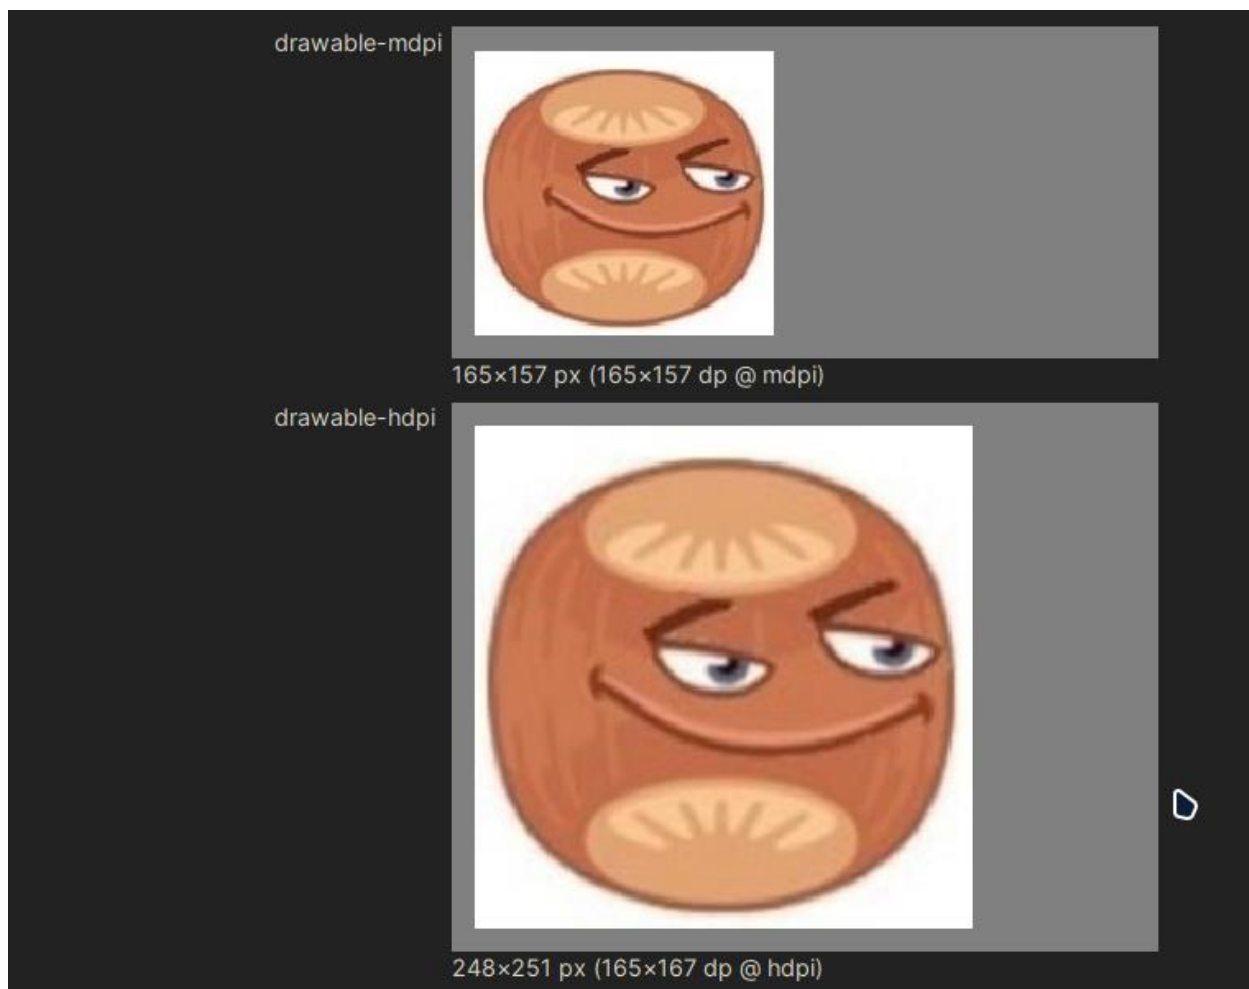 drawable-mdpi
165×157 px (165×157 dp @ mdpi)
drawable-hdpi
248×251 px (165×167 dp @ hdpi)